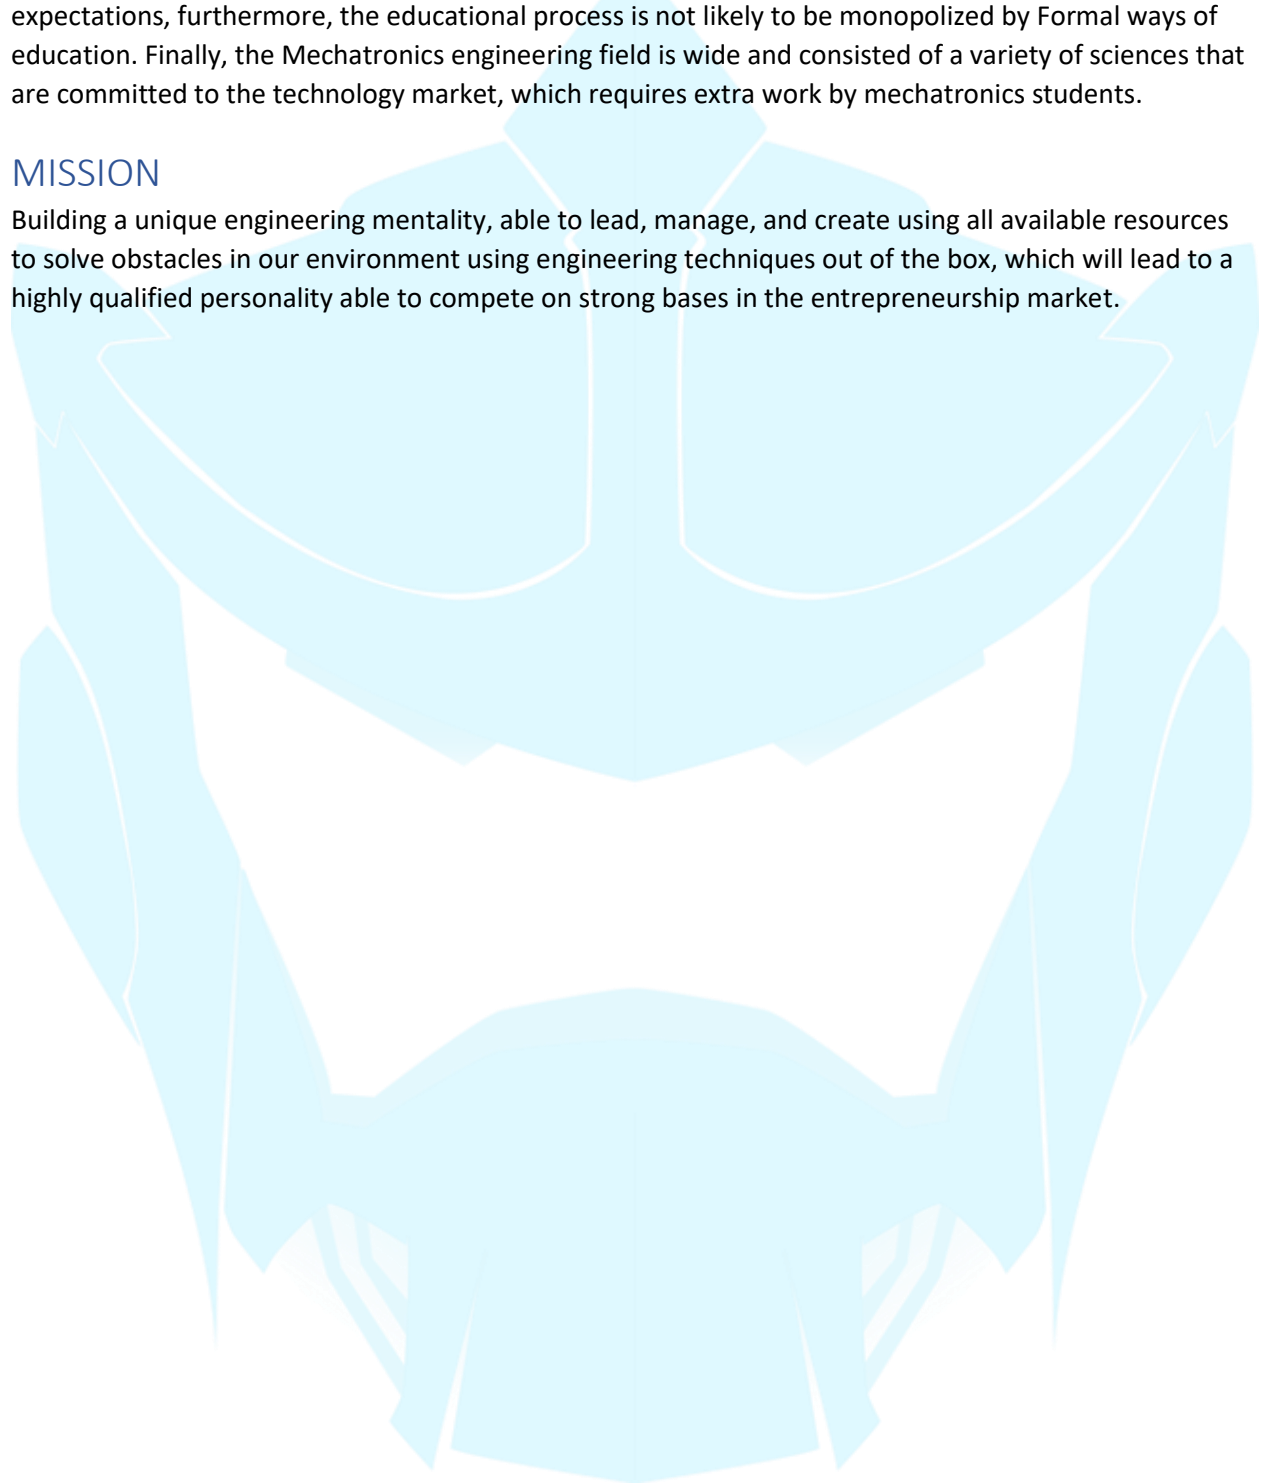 expectations, furthermore, the educational process is not likely to be monopolized by Formal ways of
education. Finally, the Mechatronics engineering field is wide and consisted of a variety of sciences that
are committed to the technology market, which requires extra work by mechatronics students.
MISSION
Building a unique engineering mentality, able to lead, manage, and create using all available resources
to solve obstacles in our environment using engineering techniques out of the box, which will lead to a
highly qualified personality able to compete on strong bases in the entrepreneurship market.